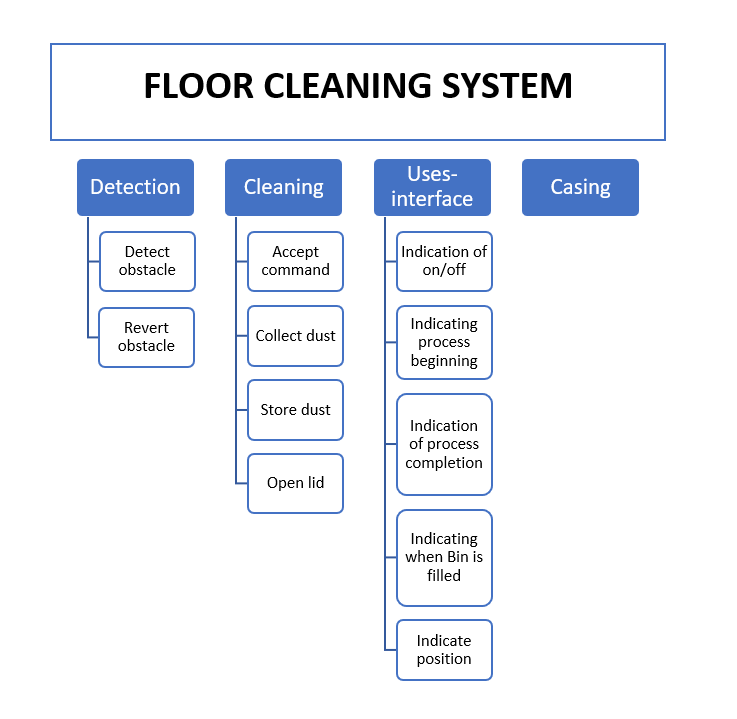 FLOOR CLEANING SYSTEM
Detection
Detect
obstacle
Revert
obstacle
Cleaning
Accept
command
Collect dust
Store dust
Open lid
Uses-
interface
Indication of
on/off
Indicating
process
beginning
Indication
of process
completion
Indicating
when Bin is
filled
Indicate
position
Casing